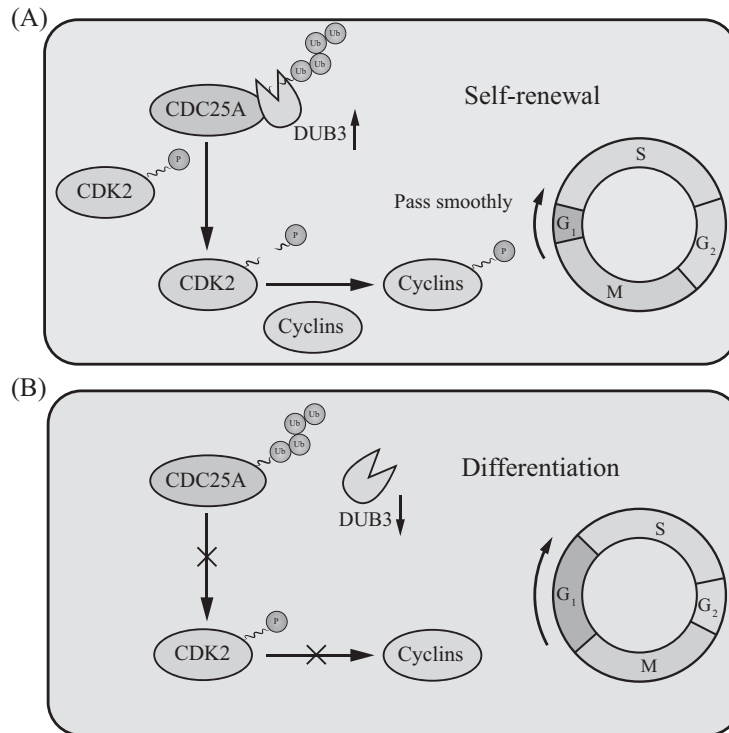 (A)
Ub
Ub
Ub
Ub
CDC25A
Self-renewal
DUB3
P
CDK2
S
Pass smoothly
G1
G2
P
P
CDK2
Cyclins
M
Cyclins
(B)
Ub
Ub
Ub
Ub
CDC25A
Differentiation
DUB3
S
G1
G2
P
CDK2
Cyclins
M